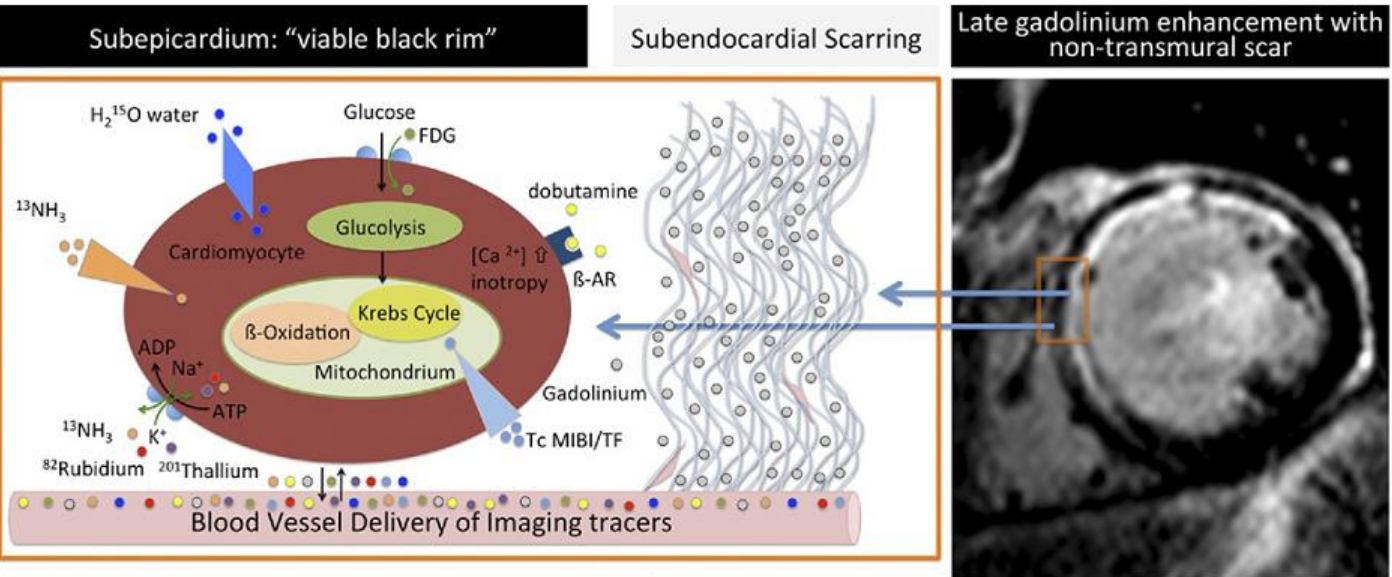 Subepicardium: “viable black rim”
Subendocardial Scarring
Late gadolinium enhancement with
non-transmural scar
H₂¹⁵O water
Glucose
FDG
¹³NH₃
dobutamine
Glucolysis
Cardiomyocyte
[Ca ²⁺] ⇧
inotropy
ß-AR
Krebs Cycle
ß-Oxidation
Mitochondrium
ADP
Na⁺
ATP
Gadolinium
¹³NH₃
K⁺
Tc MIBI/TF
⁸²Rubidium
²⁰¹Thallium
Blood Vessel Delivery of Imaging tracers